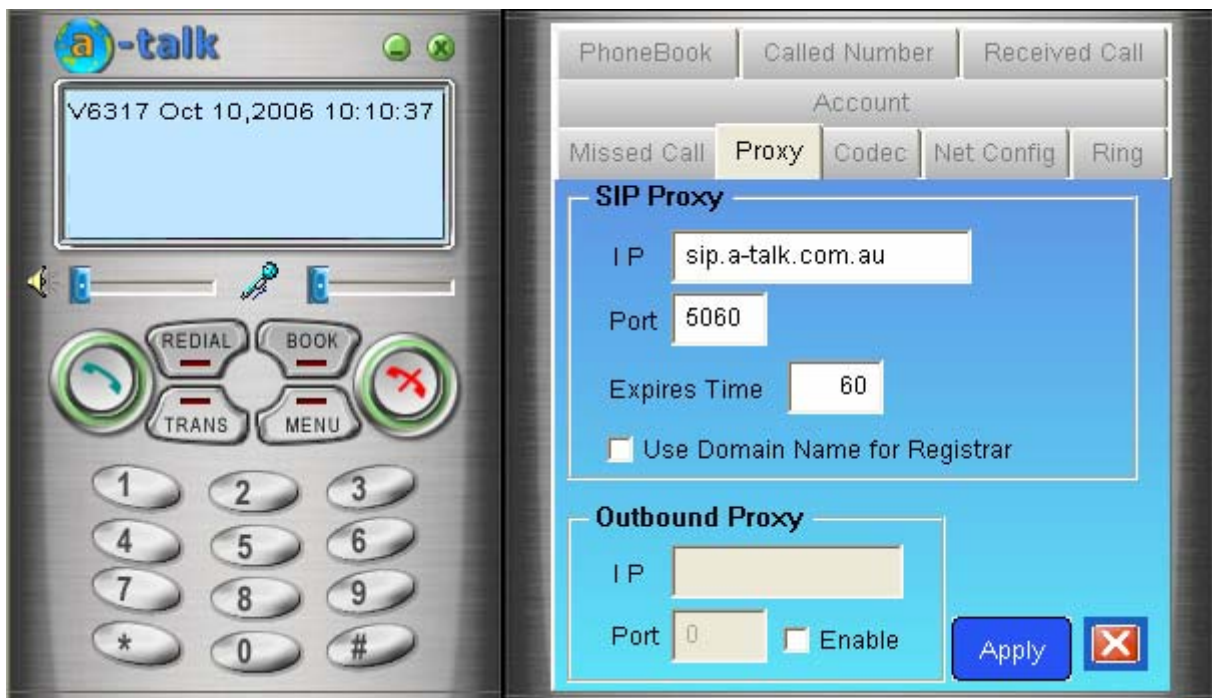 a-talk
V6317 Oct 10,2006 10:10:37
REDIAL BOOK
TRANS MENU
1 2 3
4 5 6
7 8 9
* 0 #
PhoneBook Called Number Received Call
Account
Missed Call Proxy Codec Net Config Ring
SIP Proxy
IP sip.a-talk.com.au
Port 5060
Expires Time 60
Use Domain Name for Registrar
Outbound Proxy
IP
Port 0 Enable
Apply